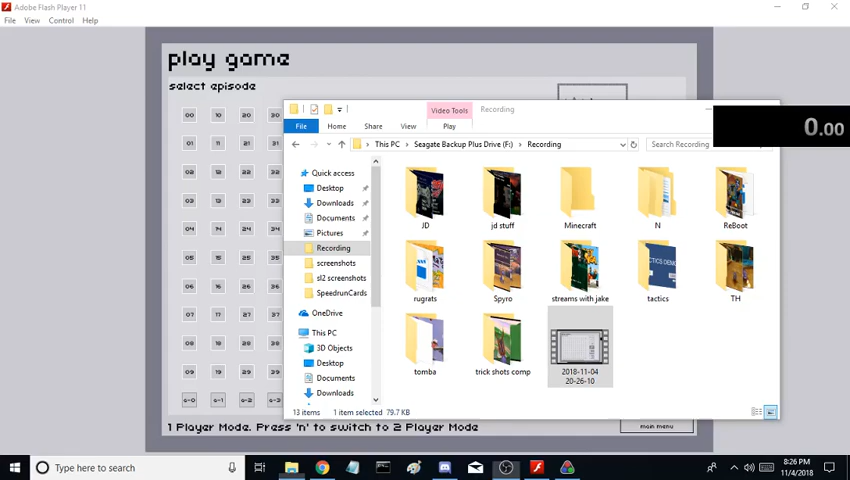 Adobe Flash Player 11
File View Control Help
play game
select episode
00 10 20 30
01 11 21 31
02 12 22 32
03 13 23 33
04 14 24 34
05 15 25 35
06 16 26 36
07 17 27 37
08 18 28 38
09 19 29 39
1 Player Mode. Press 'n' to switch to 2 Player Mode
main menu
0.00
Video Tools
Recording
File Home Share View Play
This PC > Seagate Backup Plus Drive (F:) > Recording
Search Recording
Quick access
Desktop
Downloads
Documents
Pictures
Recording
screenshots
sl2 screenshots
SpeedrunCards
OneDrive
This PC
3D Objects
Desktop
Documents
Downloads
JD
jd stuff
Minecraft
N
ReBoot
rugrats
Spyro
streams with jake
tactics
TH
tomba
trick shots comp
2018-11-04
20-26-10
13 items 1 item selected 79.7 KB
Type here to search
8:26 PM
11/4/2018